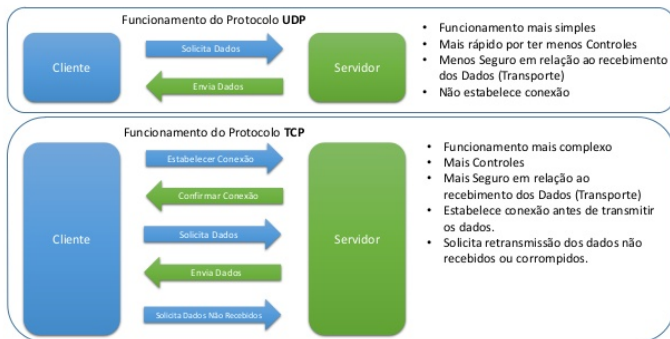 Funcionamento do Protocolo UDP
Cliente
Solicita Dados
Envia Dados
Servidor
• Funcionamento mais simples
• Mais rápido por ter menos Controles
• Menos Seguro em relação ao recebimento
dos Dados (Transporte)
• Não estabelece conexão
Funcionamento do Protocolo TCP
Cliente
Estabelecer Conexão
Confirmar Conexão
Solicita Dados
Envia Dados
Solicita Dados Não Recebidos
Servidor
• Funcionamento mais complexo
• Mais Controles
• Mais Seguro em relação ao
recebimento dos Dados (Transporte)
• Estabelece conexão antes de transmitir
os dados.
• Solicita retransmissão dos dados não
recebidos ou corrompidos.